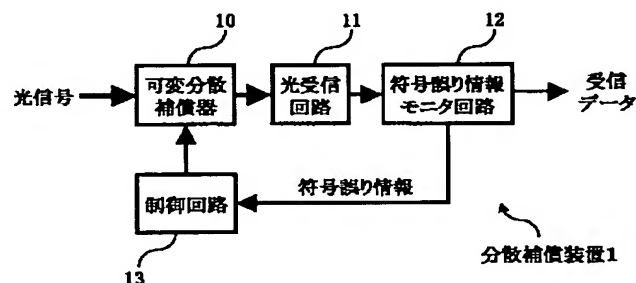 10
11
12
光信号
可変分散
補償器
光受信
回路
符号誤り情報
モニタ回路
受信
データ
制御回路
符号誤り情報
13
分散補償装置1